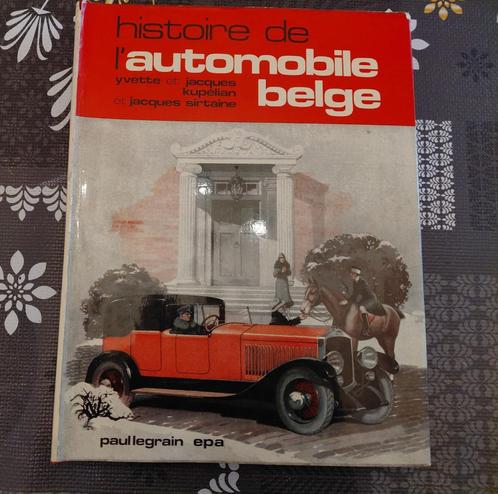 histoire de
l'automobile
belge
yvette et jacques
kupélian
et jacques sirtaine
paul legrain epa